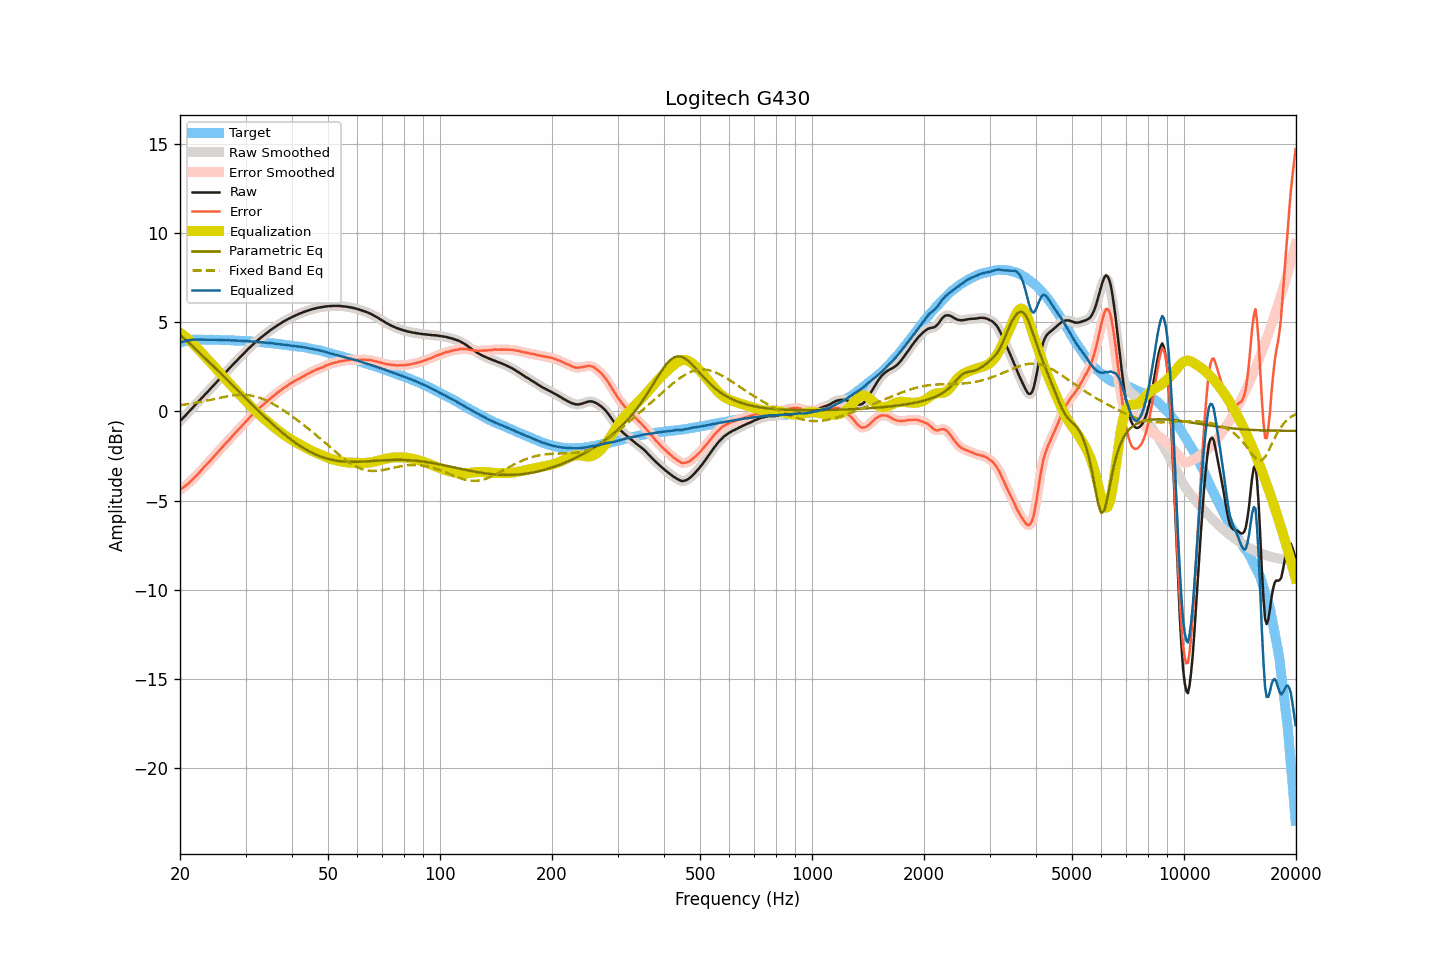 Logitech G430
Target
Raw Smoothed
Error Smoothed
Raw
Error
Equalization
Parametric Eq
Fixed Band Eq
Equalized
15
10
5
0
−5
−10
−15
−20
Amplitude (dBr)
20 50 100 200 500 1000 2000 5000 10000 20000
Frequency (Hz)